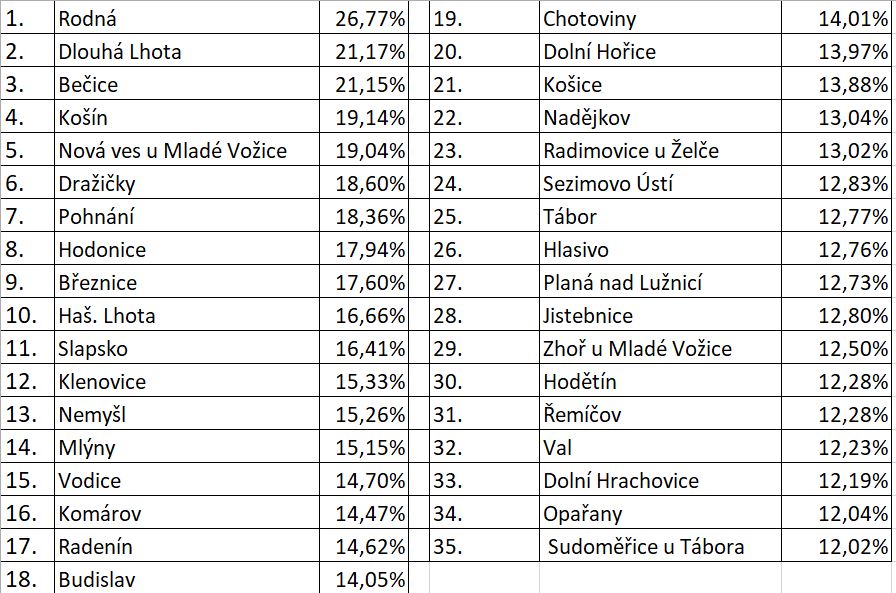 1. Rodná 26,77% 19. Chotoviny 14,01%
2. Dlouhá Lhota 21,17% 20. Dolní Hořice 13,97%
3. Bečice 21,15% 21. Košice 13,88%
4. Košín 19,14% 22. Nadějkov 13,04%
5. Nová ves u Mladé Vožice 19,04% 23. Radimovice u Želče 13,02%
6. Dražičky 18,60% 24. Sezimovo Ústí 12,83%
7. Pohnání 18,36% 25. Tábor 12,77%
8. Hodonice 17,94% 26. Hlasivo 12,76%
9. Březnice 17,60% 27. Planá nad Lužnicí 12,73%
10. Haš. Lhota 16,66% 28. Jistebnice 12,80%
11. Slapsko 16,41% 29. Zhoř u Mladé Vožice 12,50%
12. Klenovice 15,33% 30. Hodětín 12,28%
13. Nemyšl 15,26% 31. Řemíčov 12,28%
14. Mlýny 15,15% 32. Val 12,23%
15. Vodice 14,70% 33. Dolní Hrachovice 12,19%
16. Komárov 14,47% 34. Opařany 12,04%
17. Radenín 14,62% 35. Sudoměřice u Tábora 12,02%
18. Budislav 14,05%